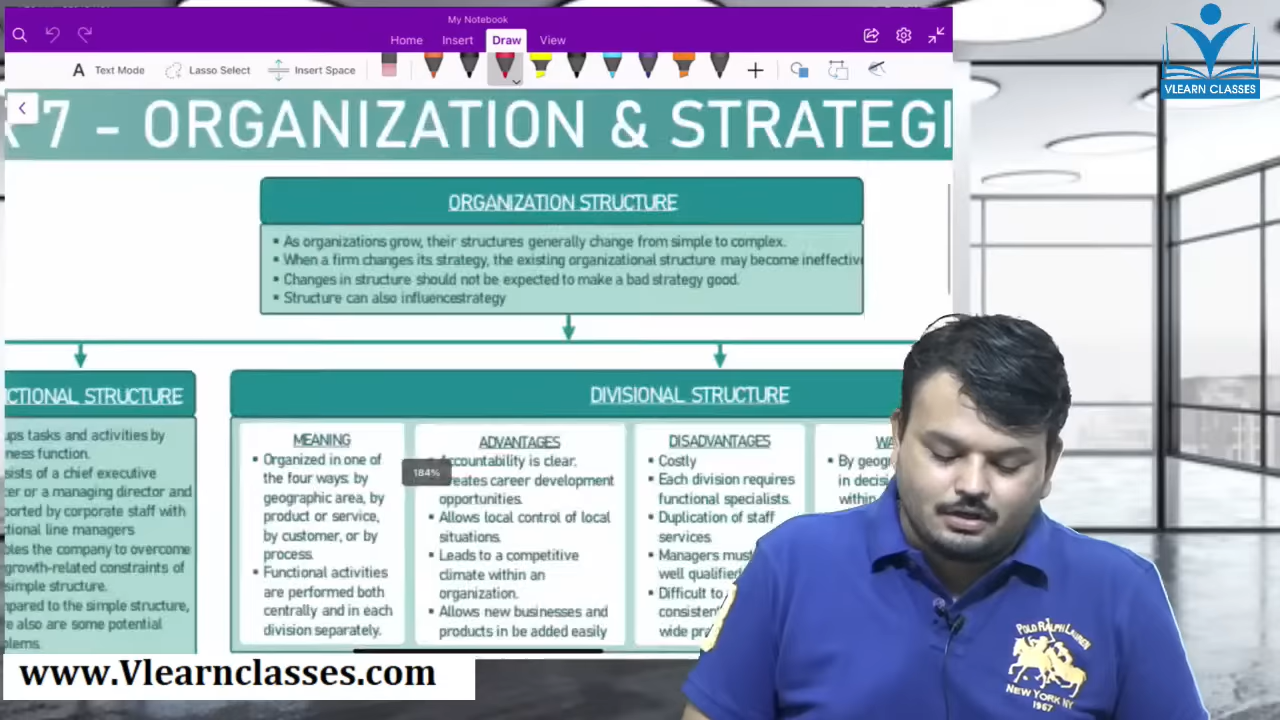 My Notebook
Home Insert Draw View
VLEARN CLASSES
A Text Mode Lasso Select Insert Space
7 - ORGANIZATION & STRATEGI
ORGANIZATION STRUCTURE
▪ As organizations grow, their structures generally change from simple to complex.
▪ When a firm changes its strategy, the existing organizational structure may become ineffective
▪ Changes in structure should not be expected to make a bad strategy good.
▪ Structure can also influencestrategy
CTIONAL STRUCTURE
ups tasks and activities by
ness function.
sists of a chief executive
er or a managing director and
ported by corporate staff with
ctional line managers
bles the company to overcome
growth-related constraints of
simple structure.
mpared to the simple structure,
e also are some potential
blems.
DIVISIONAL STRUCTURE
MEANING
• Organized in one of
the four ways: by
geographic area, by
product or service,
by customer, or by
process.
• Functional activities
are performed both
centrally and in each
division separately.
ADVANTAGES
184%
Accountability is clear.
reates career development
opportunities.
• Allows local control of local
situations.
• Leads to a competitive
climate within an
organization.
• Allows new businesses and
products in be added easily
DISADVANTAGES
• Costly
• Each division requires
functional specialists.
• Duplication of staff
services.
• Managers must
well qualified
• Difficult to
consistent
wide pra
WA
• By geogr
in decisi
within
www.Vlearnclasses.com
POLO RALPH LAUREN
NEW YORK NY
1967